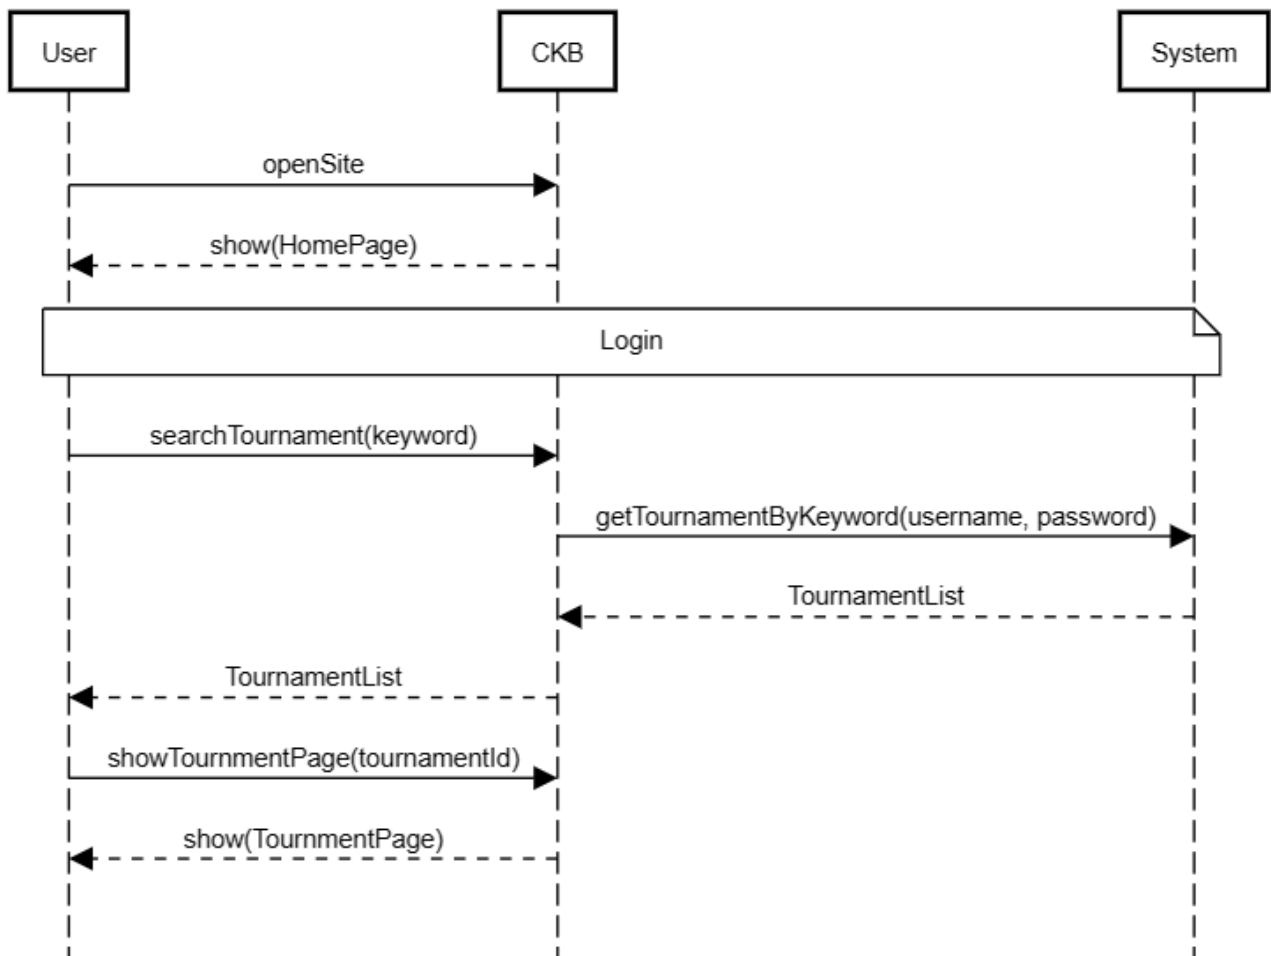 User
CKB
System
openSite
show(HomePage)
Login
searchTournament(keyword)
getTournamentByKeyword(username, password)
TournamentList
TournamentList
showTournmentPage(tournamentId)
show(TournmentPage)